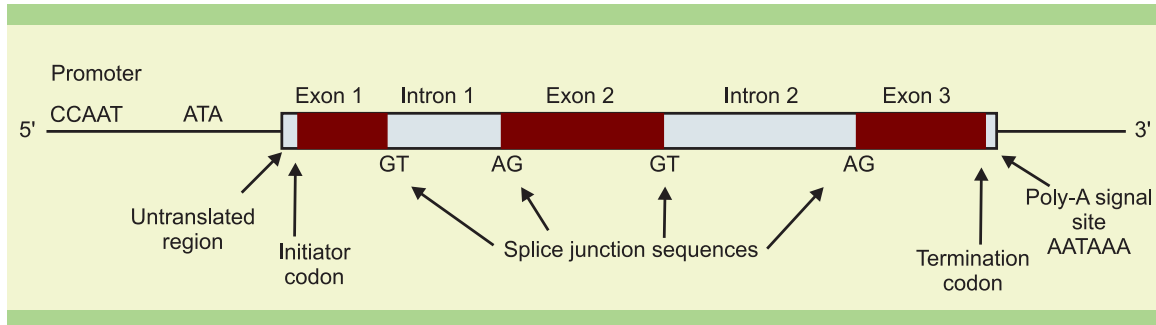 Promoter
Exon 1 Intron 1 Exon 2 Intron 2 Exon 3
CCAAT ATA
5' 3'
GT AG GT AG
Untranslated
region
Initiator
codon
Splice junction sequences
Termination
codon
Poly-A signal
site
AATAAA